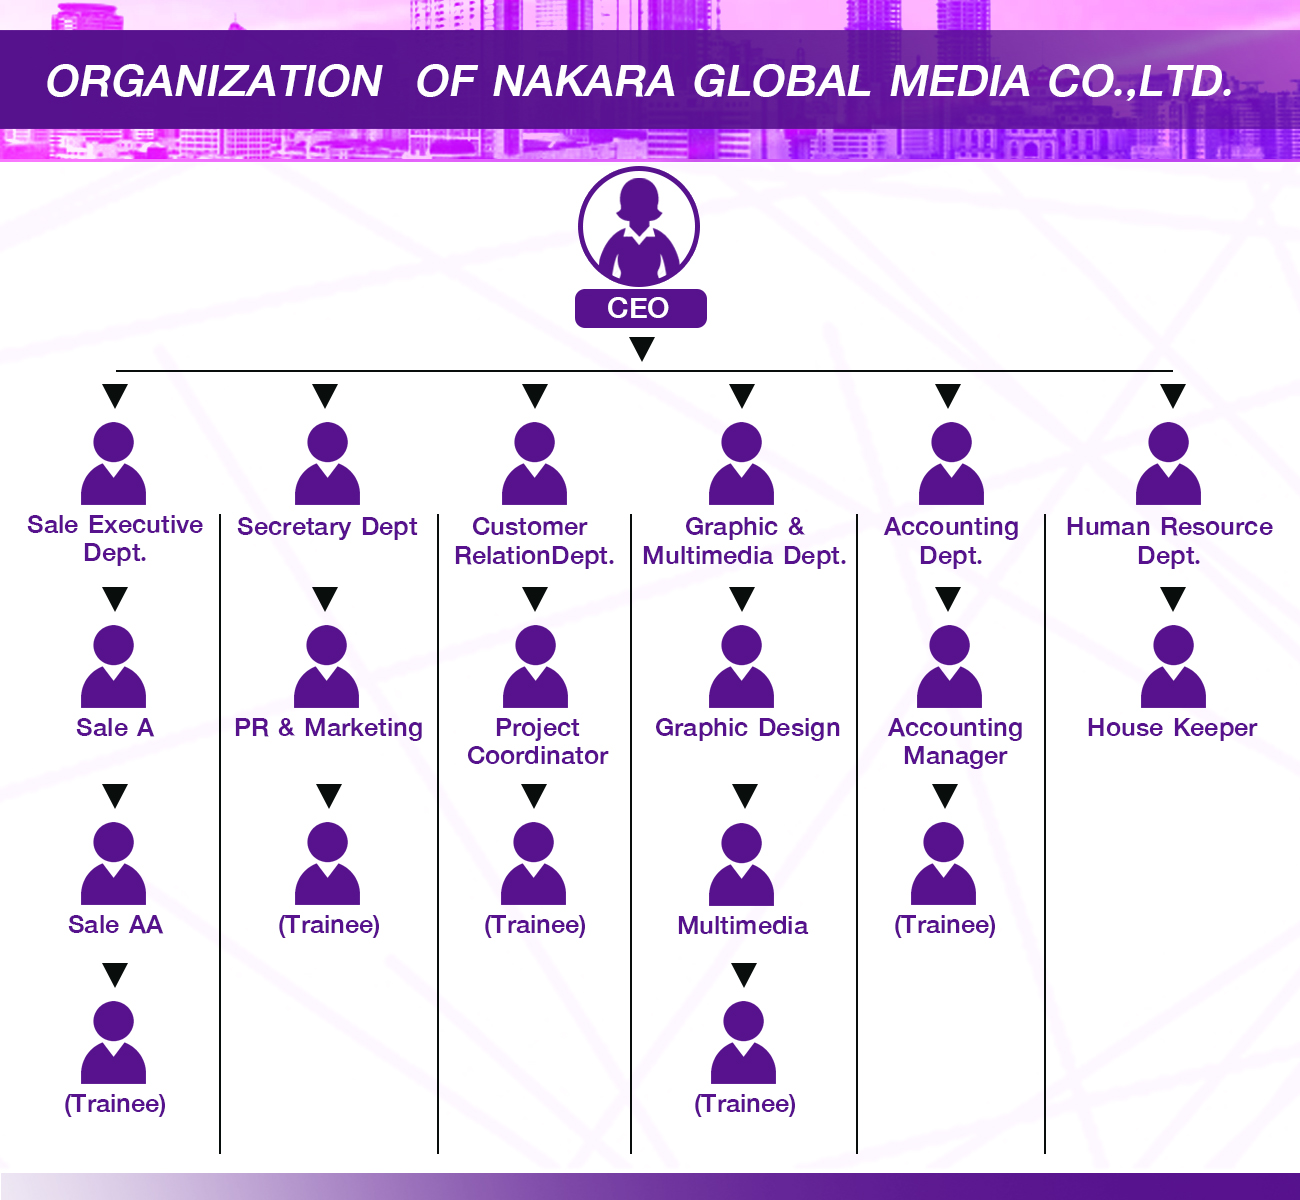 ORGANIZATION OF NAKARA GLOBAL MEDIA CO.,LTD.
CEO
Sale Executive
Dept.
Secretary Dept
Customer
RelationDept.
Graphic &
Multimedia Dept.
Accounting
Dept.
Human Resource
Dept.
Sale A
PR & Marketing
Project
Coordinator
Graphic Design
Accounting
Manager
House Keeper
Sale AA
(Trainee)
(Trainee)
Multimedia
(Trainee)
(Trainee)
(Trainee)